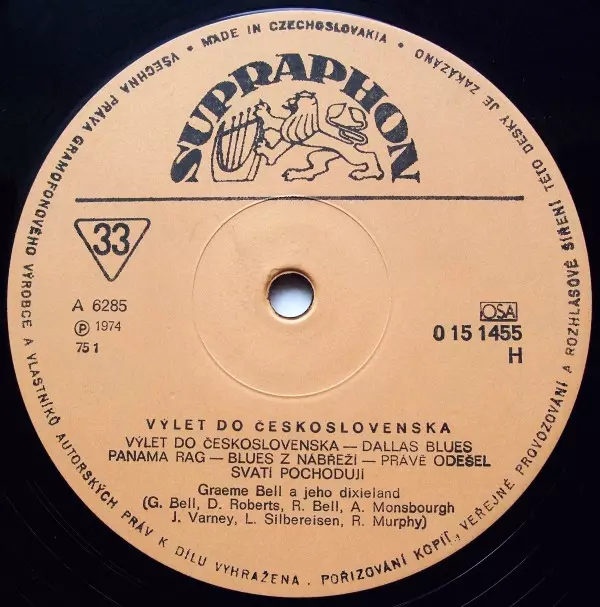 MADE IN CZECHOSLOVAKIA • VŠECHNA PRÁVA GRAMOFONOVÉHO VÝROBCE A VLASTNÍKŮ AUTORSKÝCH PRÁV K DÍLU VYHRAŽENA. POŘIZOVÁNÍ KOPIÍ, VEŘEJNÉ PROVOZOVÁNÍ A ROZHLASOVÉ ŠÍŘENÍ TÉTO DESKY JE ZAKÁZÁNO •
SUPRAPHON
33
A 6285
℗ 1974
75 1
OSA
0 15 1455
H
VÝLET DO ČESKOSLOVENSKA
VÝLET DO ČESKOSLOVENSKA — DALLAS BLUES
PANAMA RAG — BLUES Z NÁBŘEŽÍ — PRÁVĚ ODEŠEL
SVATÍ POCHODUJÍ
Graeme Bell a jeho dixieland
(G. Bell, D. Roberts, R. Bell, A. Monsbourgh
J. Varney, L. Silbereisen, R. Murphy)